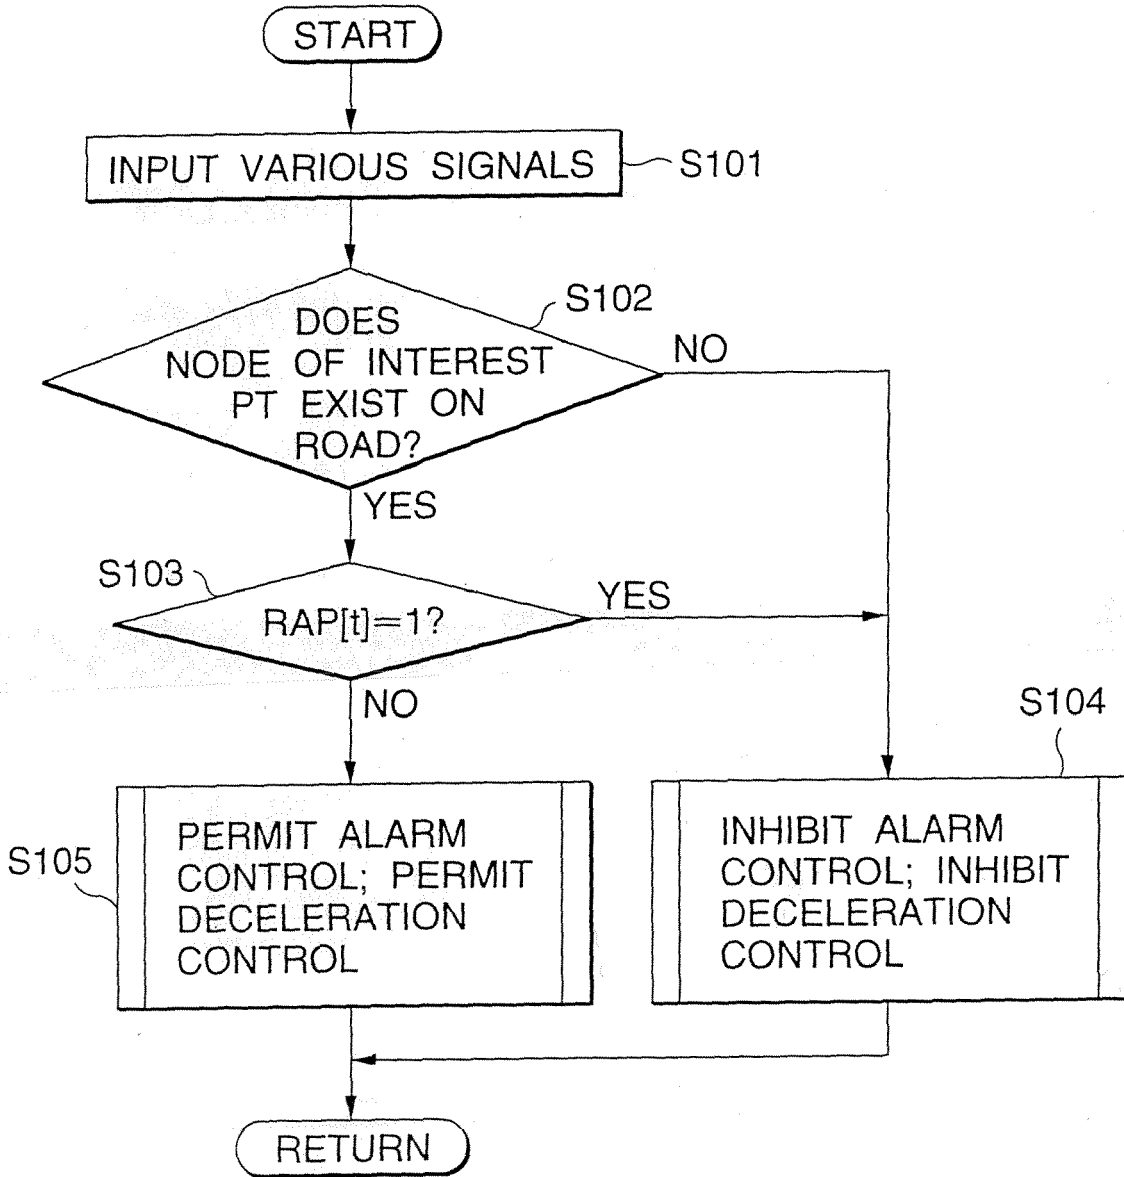 START
INPUT VARIOUS SIGNALS
S101
S102
DOES
NODE OF INTEREST
PT EXIST ON
ROAD?
NO
YES
S103
RAP[t]=1?
YES
NO
S104
S105
PERMIT ALARM
CONTROL; PERMIT
DECELERATION
CONTROL
INHIBIT ALARM
CONTROL; INHIBIT
DECELERATION
CONTROL
RETURN